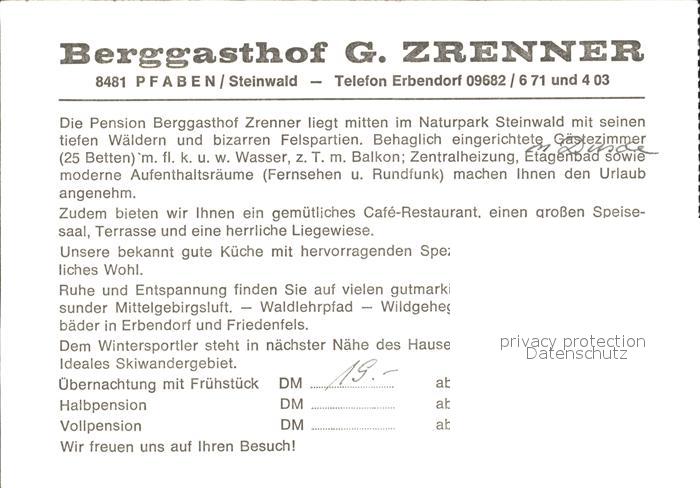 Berggasthof G. ZRENNER
8481 PFABEN / Steinwald — Telefon Erbendorf 09682 / 6 71 und 4 03
Die Pension Berggasthof Zrenner liegt mitten im Naturpark Steinwald mit seinen
tiefen Wäldern und bizarren Felspartien. Behaglich eingerichtete Gästezimmer
(25 Betten) m. fl. k. u. w. Wasser, z. T. m. Balkon; Zentralheizung, Etagenbad sowie
moderne Aufenthaltsräume (Fernsehen u. Rundfunk) machen Ihnen den Urlaub
angenehm.
Zudem bieten wir Ihnen ein gemütliches Café-Restaurant, einen großen Speise-
saal, Terrasse und eine herrliche Liegewiese.
Unsere bekannt gute Küche mit hervorragenden Spez
liches Wohl.
Ruhe und Entspannung finden Sie auf vielen gutmarki
sunder Mittelgebirgsluft. — Waldlehrpfad — Wildgeheg
bäder in Erbendorf und Friedenfels.
Dem Wintersportler steht in nächster Nähe des Hause
Ideales Skiwandergebiet.
privacy protection
Datenschutz
Übernachtung mit Frühstück DM 19.- ab
Halbpension DM ab
Vollpension DM ab
Wir freuen uns auf Ihren Besuch!